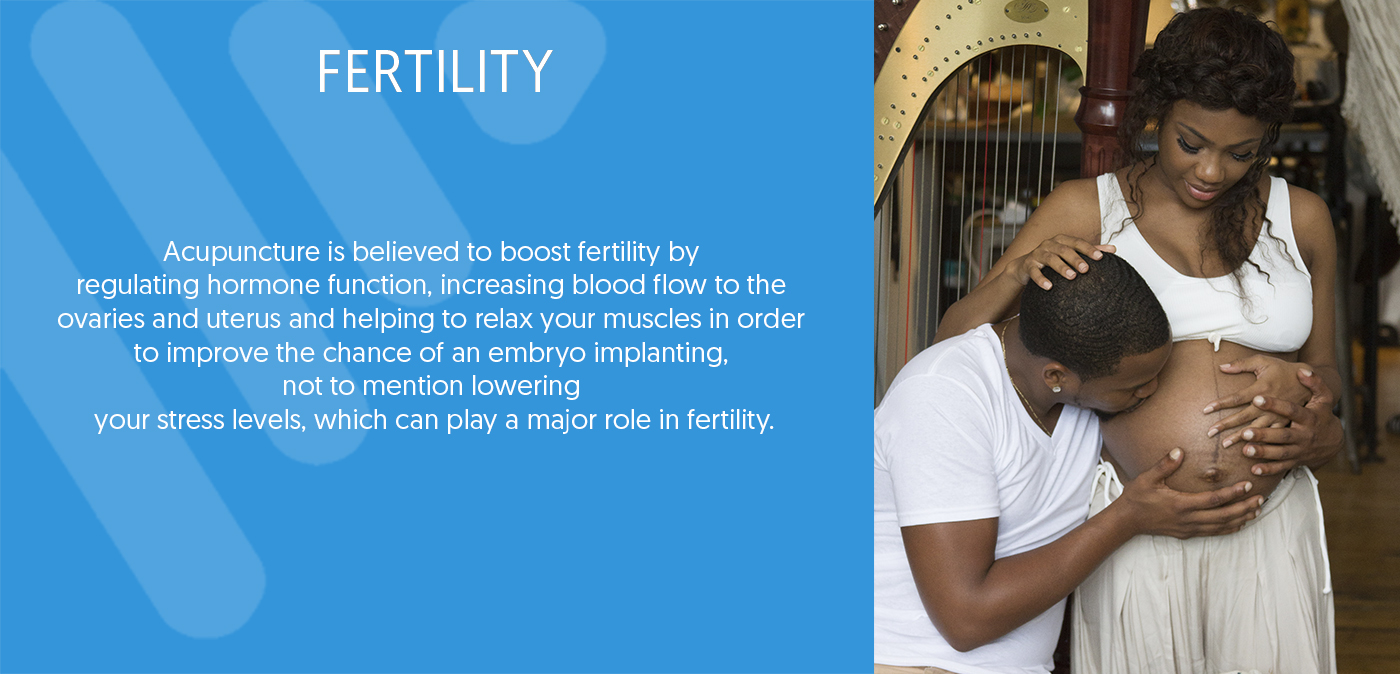 FERTILITY
Acupuncture is believed to boost fertility by
regulating hormone function, increasing blood flow to the
ovaries and uterus and helping to relax your muscles in order
to improve the chance of an embryo implanting,
not to mention lowering
your stress levels, which can play a major role in fertility.